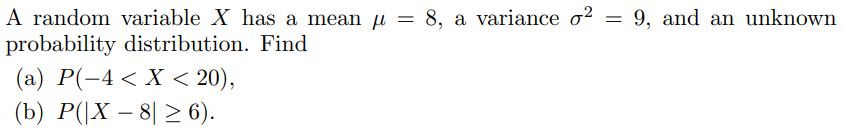 A random variable X has a mean μ = 8, a variance σ² = 9, and an unknown
probability distribution. Find
(a) P(−4 < X < 20),
(b) P(|X − 8| ≥ 6).